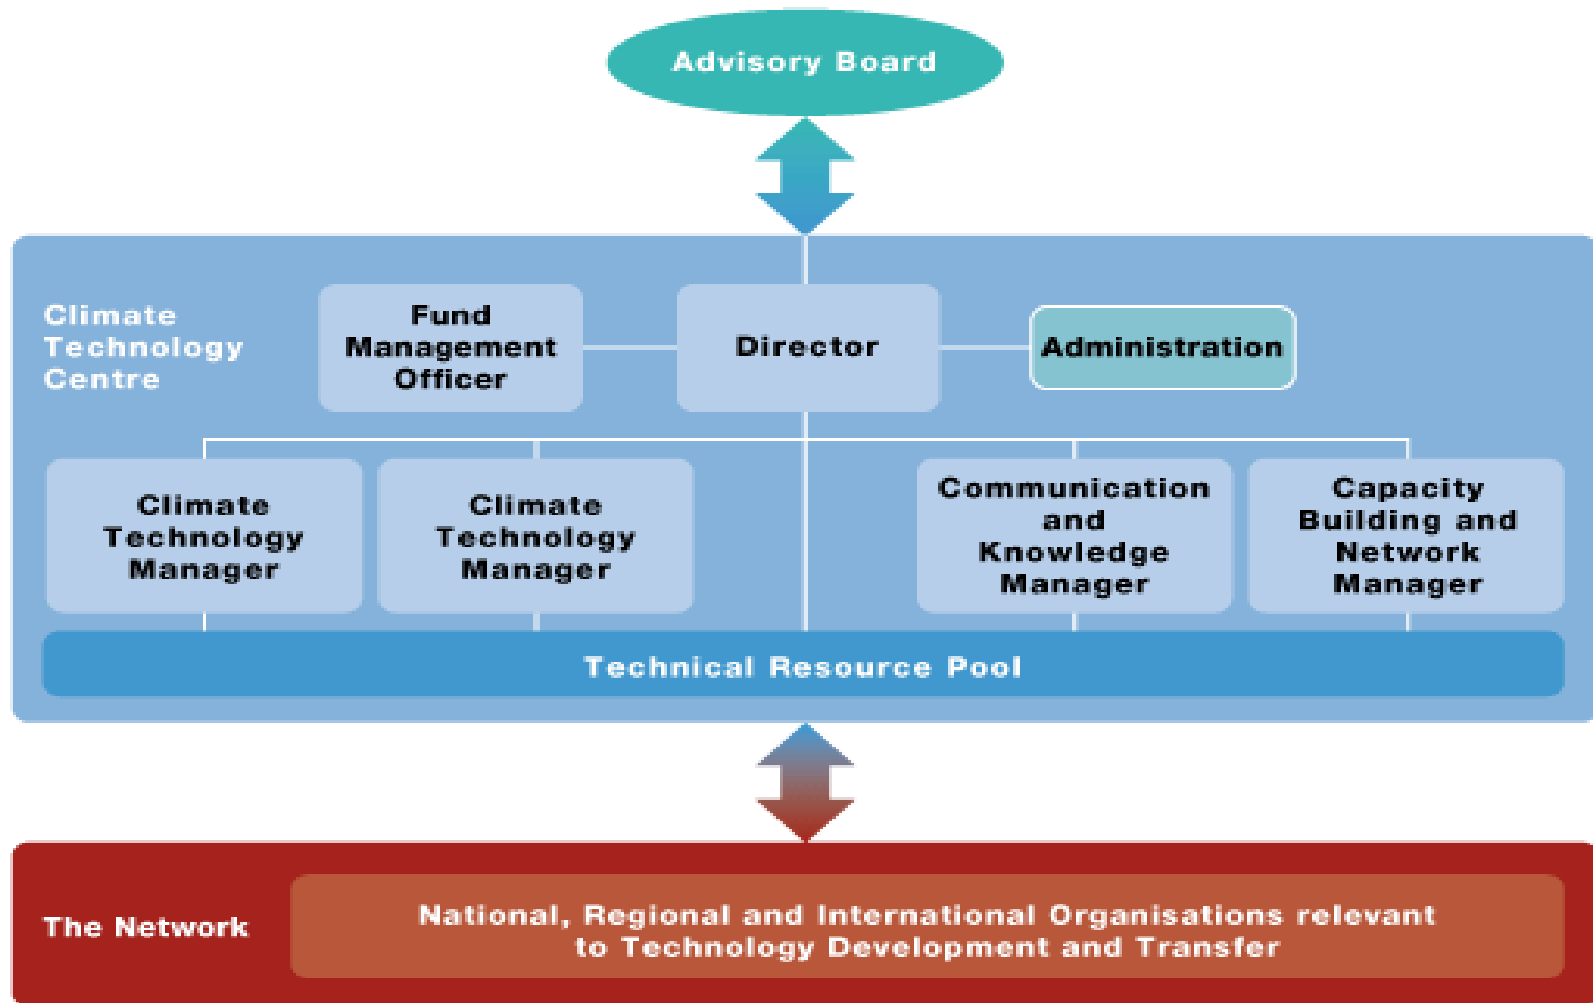 Advisory Board
Climate
Technology
Centre
Fund
Management
Officer
Director
Administration
Climate
Technology
Manager
Climate
Technology
Manager
Communication
and
Knowledge
Manager
Capacity
Building and
Network
Manager
Technical Resource Pool
The Network
National, Regional and International Organisations relevant
to Technology Development and Transfer